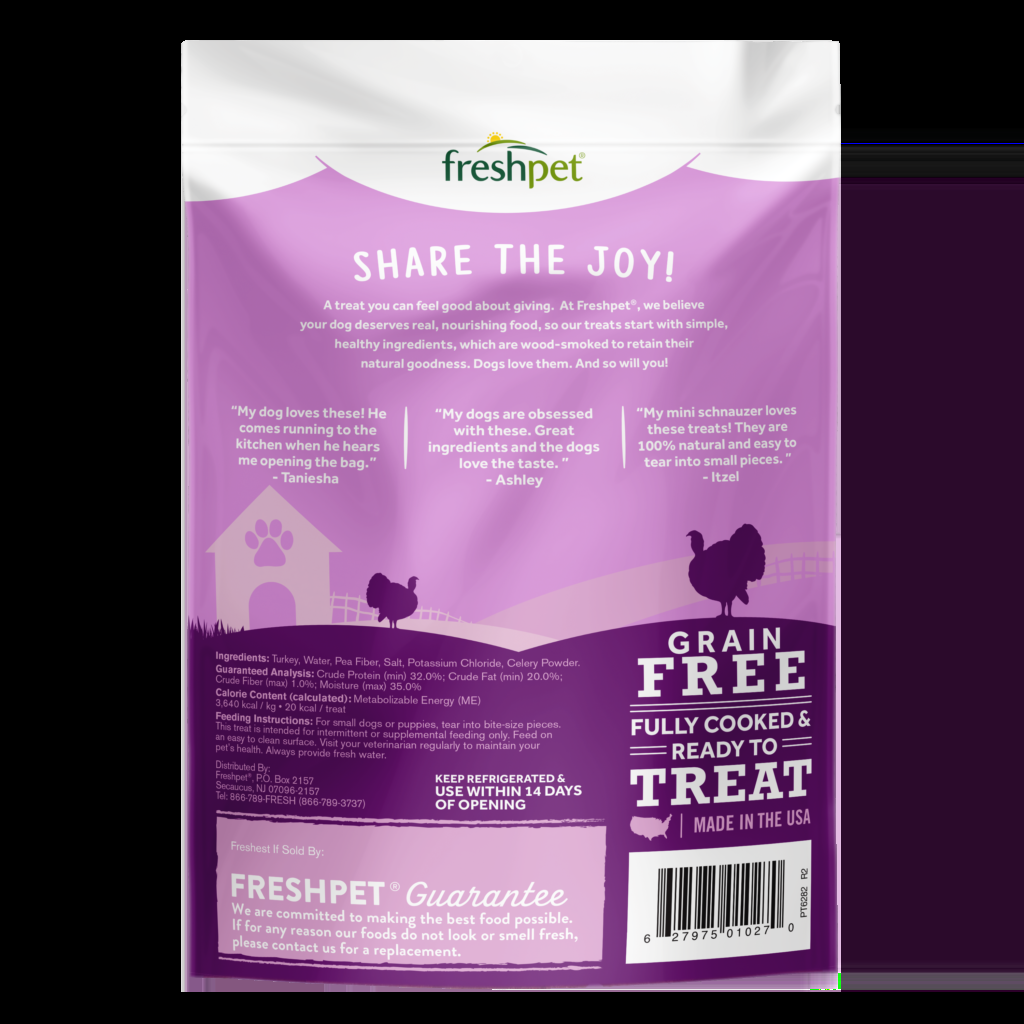 freshpet®
SHARE THE JOY!
A treat you can feel good about giving. At Freshpet®, we believe
your dog deserves real, nourishing food, so our treats start with simple,
healthy ingredients, which are wood-smoked to retain their
natural goodness. Dogs love them. And so will you!
"My dog loves these! He
comes running to the
kitchen when he hears
me opening the bag."
- Taniesha
"My dogs are obsessed
with these. Great
ingredients and the dogs
love the taste. "
- Ashley
"My mini schnauzer loves
these treats! They are
100% natural and easy to
tear into small pieces. "
- Itzel
Ingredients: Turkey, Water, Pea Fiber, Salt, Potassium Chloride, Celery Powder.
Guaranteed Analysis: Crude Protein (min) 32.0%; Crude Fat (min) 20.0%;
Crude Fiber (max) 1.0%; Moisture (max) 35.0%
Calorie Content (calculated): Metabolizable Energy (ME)
3,640 kcal / kg • 20 kcal / treat
Feeding Instructions: For small dogs or puppies, tear into bite-size pieces.
This treat is intended for intermittent or supplemental feeding only. Feed on
an easy to clean surface. Visit your veterinarian regularly to maintain your
pet's health. Always provide fresh water.
Distributed By:
Freshpet®, P.O. Box 2157
Secaucus, NJ 07096-2157
Tel: 866-789-FRESH (866-789-3737)
KEEP REFRIGERATED &
USE WITHIN 14 DAYS
OF OPENING
GRAIN
FREE
FULLY COOKED &
READY TO
TREAT
MADE IN THE USA
Freshest If Sold By:
FRESHPET® Guarantee
We are committed to making the best food possible.
If for any reason our foods do not look or smell fresh,
please contact us for a replacement.
6 27975 01027 0
PT6282 R2